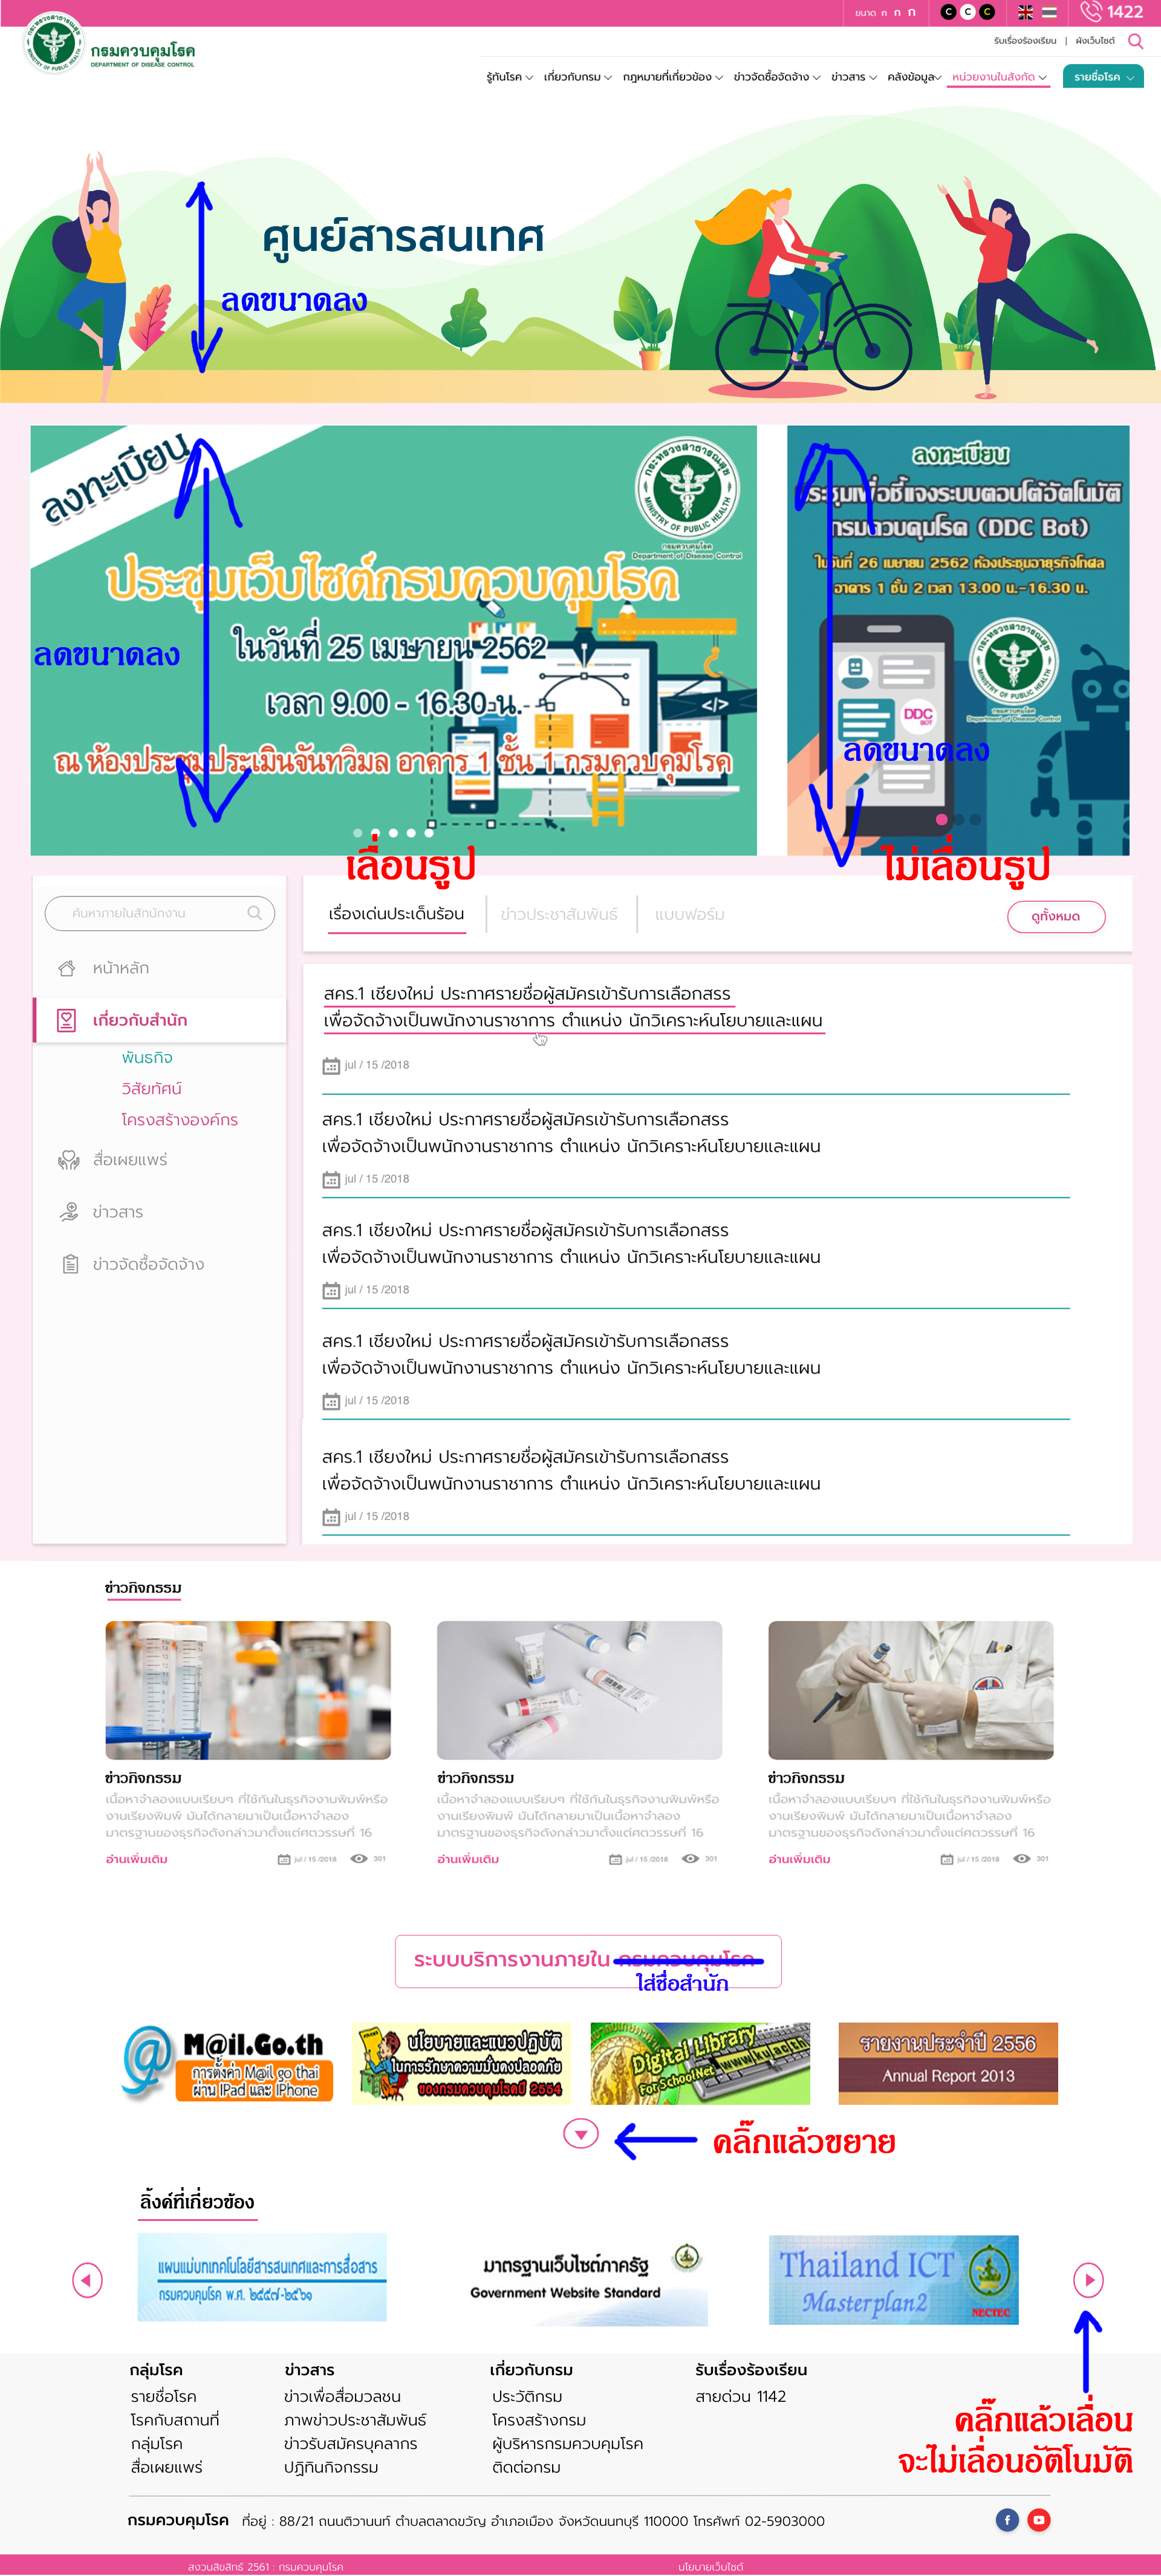 ขนาด ก ก ก C C C 1422
กรมควบคุมโรค
DEPARTMENT OF DISEASE CONTROL
รับเรื่องร้องเรียน | ผังเว็บไซต์
รู้ทันโรค เกี่ยวกับกรม กฎหมายที่เกี่ยวข้อง ข่าวจัดซื้อจัดจ้าง ข่าวสาร คลังข้อมูล หน่วยงานในสังกัด รายชื่อโรค
ศูนย์สารสนเทศ
ลดขนาดลง
ลงทะเบียน
กระทรวงสาธารณสุข
MINISTRY OF PUBLIC HEALTH
กรมควบคุมโรค
Department of Disease Control
ประชุมเว็บไซต์กรมควบคุมโรค
ในวันที่ 25 เมษายน 2562
เวลา 9.00 - 16.30 น.
ณ ห้องประชุมประเมินจันทวิมล อาคาร 1 ชั้น 1 กรมควบคุมโรค
</>
ลดขนาดลง
เลื่อนรูป
ลงทะเบียน
ประชุมเพื่อชี้แจงระบบตอบโต้อัตโนมัติ
กรมควบคุมโรค (DDC Bot)
ในวันที่ 26 เมษายน 2562 ห้องประชุมอายุรกิจโกศล
อาคาร 1 ชั้น 2 เวลา 13.00 น.-16.30 น.
กระทรวงสาธารณสุข
MINISTRY OF PUBLIC HEALTH
กรมควบคุมโรค
Department of Disease Control
DDC
BOT
ลดขนาดลง
ไม่เลื่อนรูป
ค้นหาภายในสักนักงาน
หน้าหลัก
เกี่ยวกับสำนัก
พันธกิจ
วิสัยทัศน์
โครงสร้างองค์กร
สื่อเผยแพร่
ข่าวสาร
ข่าวจัดซื้อจัดจ้าง
เรื่องเด่นประเด็นร้อน ข่าวประชาสัมพันธ์ แบบฟอร์ม ดูทั้งหมด
สคร.1 เชียงใหม่ ประกาศรายชื่อผู้สมัครเข้ารับการเลือกสรร
เพื่อจัดจ้างเป็นพนักงานราชาการ ตำแหน่ง นักวิเคราะห์นโยบายและแผน
jul / 15 /2018
สคร.1 เชียงใหม่ ประกาศรายชื่อผู้สมัครเข้ารับการเลือกสรร
เพื่อจัดจ้างเป็นพนักงานราชาการ ตำแหน่ง นักวิเคราะห์นโยบายและแผน
jul / 15 /2018
สคร.1 เชียงใหม่ ประกาศรายชื่อผู้สมัครเข้ารับการเลือกสรร
เพื่อจัดจ้างเป็นพนักงานราชาการ ตำแหน่ง นักวิเคราะห์นโยบายและแผน
jul / 15 /2018
สคร.1 เชียงใหม่ ประกาศรายชื่อผู้สมัครเข้ารับการเลือกสรร
เพื่อจัดจ้างเป็นพนักงานราชาการ ตำแหน่ง นักวิเคราะห์นโยบายและแผน
jul / 15 /2018
สคร.1 เชียงใหม่ ประกาศรายชื่อผู้สมัครเข้ารับการเลือกสรร
เพื่อจัดจ้างเป็นพนักงานราชาการ ตำแหน่ง นักวิเคราะห์นโยบายและแผน
jul / 15 /2018
ข่าวกิจกรรม
ข่าวกิจกรรม
เนื้อหาจำลองแบบเรียบๆ ที่ใช้กันในธุรกิจงานพิมพ์หรือ
งานเรียงพิมพ์ มันได้กลายมาเป็นเนื้อหาจำลอง
มาตรฐานของธุรกิจดังกล่าวมาตั้งแต่ศตวรรษที่ 16
อ่านเพิ่มเติม jul / 15 /2018 301
ข่าวกิจกรรม
เนื้อหาจำลองแบบเรียบๆ ที่ใช้กันในธุรกิจงานพิมพ์หรือ
งานเรียงพิมพ์ มันได้กลายมาเป็นเนื้อหาจำลอง
มาตรฐานของธุรกิจดังกล่าวมาตั้งแต่ศตวรรษที่ 16
อ่านเพิ่มเติม jul / 15 /2018 301
ข่าวกิจกรรม
เนื้อหาจำลองแบบเรียบๆ ที่ใช้กันในธุรกิจงานพิมพ์หรือ
งานเรียงพิมพ์ มันได้กลายมาเป็นเนื้อหาจำลอง
มาตรฐานของธุรกิจดังกล่าวมาตั้งแต่ศตวรรษที่ 16
อ่านเพิ่มเติม jul / 15 /2018 301
ระบบบริการงานภายใน กรมควบคุมโรค
ใส่ชื่อสำนัก
@ M@il.Go.th
การตั้งค่า M@il go thai
ผ่าน IPad และ iPhone
นโยบายและแนวปฏิบัติ
ในการรักษาความมั่นคงปลอดภัย
ของกรมควบคุมโรคปี 2554
Digital Library
For SchoolNet www.ku.ac.th
รายงานประจำปี 2556
Annual Report 2013
คลิ๊กแล้วขยาย
ลิ้งค์ที่เกี่ยวข้อง
แผนแม่บทเทคโนโลยีสารสนเทศและการสื่อสาร
กรมควบคุมโรค พ.ศ. ๒๕๕๗-๒๕๖๑
มาตรฐานเว็บไซต์ภาครัฐ
Government Website Standard
Thailand ICT
Masterplan2
NECTEC
คลิ๊กแล้วเลื่อน
จะไม่เลื่อนอัติโนมัติ
กลุ่มโรค ข่าวสาร เกี่ยวกับกรม รับเรื่องร้องเรียน
รายชื่อโรค ข่าวเพื่อสื่อมวลชน ประวัติกรม สายด่วน 1142
โรคกับสถานที่ ภาพข่าวประชาสัมพันธ์ โครงสร้างกรม
กลุ่มโรค ข่าวรับสมัครบุคลากร ผู้บริหารกรมควบคุมโรค
สื่อเผยแพร่ ปฏิทินกิจกรรม ติดต่อกรม
กรมควบคุมโรค ที่อยู่ : 88/21 ถนนติวานนท์ ตำบลตลาดขวัญ อำเภอเมือง จังหวัดนนทบุรี 110000 โทรศัพท์ 02-5903000
สงวนลิขสิทธิ์ 2561 : กรมควบคุมโรค นโยบายเว็บไซต์